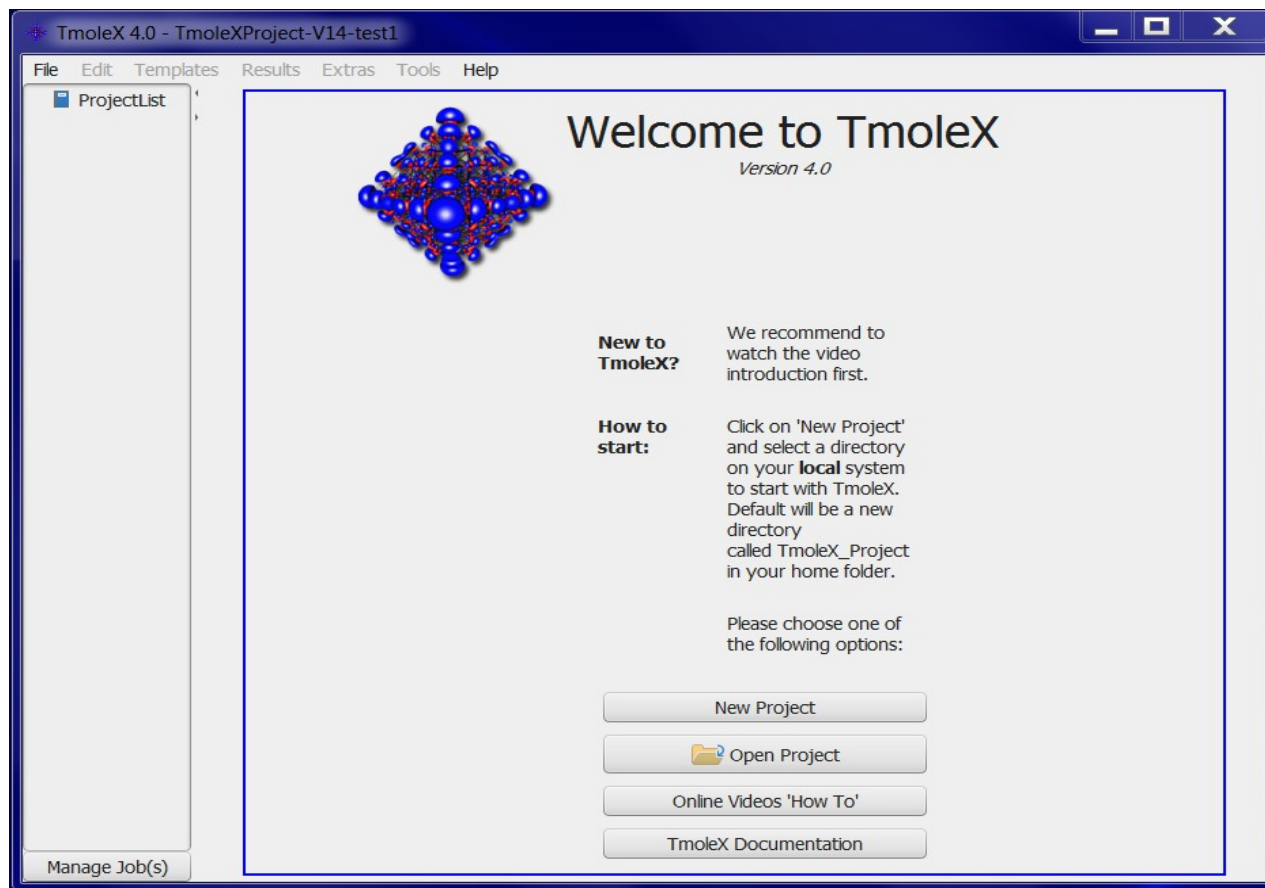 TmoleX 4.0 - TmoleXProject-V14-test1
File Edit Templates Results Extras Tools Help
ProjectList
Welcome to TmoleX
Version 4.0
New to
TmoleX?
We recommend to
watch the video
introduction first.
How to
start:
Click on 'New Project'
and select a directory
on your local system
to start with TmoleX.
Default will be a new
directory
called TmoleX_Project
in your home folder.
Please choose one of
the following options:
New Project
Open Project
Online Videos 'How To'
TmoleX Documentation
Manage Job(s)